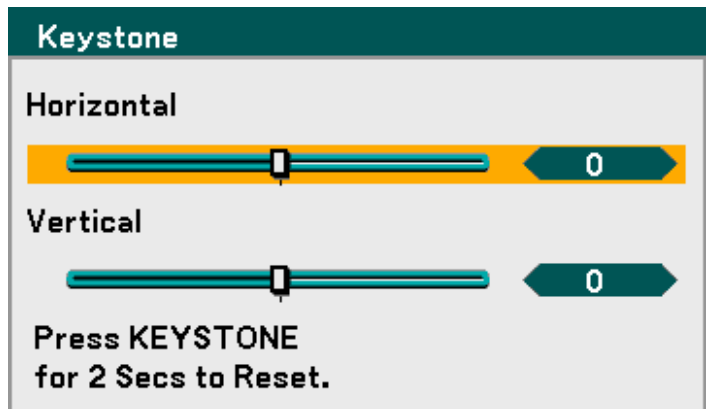 Keystone
Horizontal
0
Vertical
0
Press KEYSTONE
for 2 Secs to Reset.